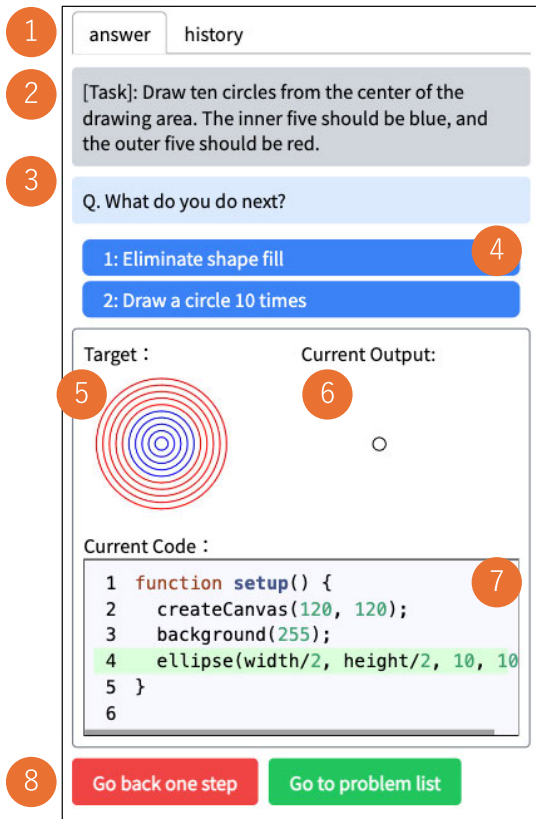 1
answer history
2
[Task]: Draw ten circles from the center of the
drawing area. The inner five should be blue, and
the outer five should be red.
3
Q. What do you do next?
4
1: Eliminate shape fill
2: Draw a circle 10 times
Target： Current Output:
5 6
Current Code：
7
1 function setup() {
2 createCanvas(120, 120);
3 background(255);
4 ellipse(width/2, height/2, 10, 10
5 }
6
8
Go back one step Go to problem list